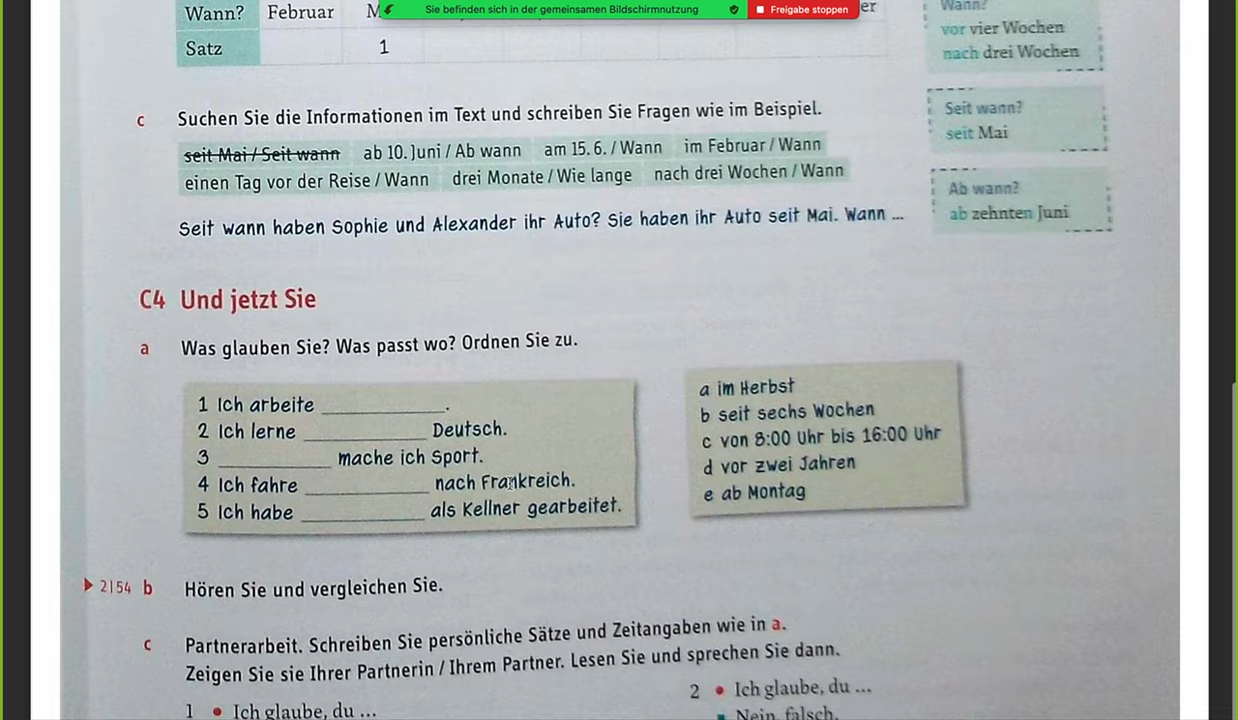 Sie befinden sich in der gemeinsamen Bildschirmnutzung
Freigabe stoppen
Wann? Februar
Satz 1
Wann?
vor vier Wochen
nach drei Wochen
c Suchen Sie die Informationen im Text und schreiben Sie Fragen wie im Beispiel.
seit Mai / Seit wann ab 10. Juni / Ab wann am 15. 6. / Wann im Februar / Wann
einen Tag vor der Reise / Wann drei Monate / Wie lange nach drei Wochen / Wann
Seit wann haben Sophie und Alexander ihr Auto? Sie haben ihr Auto seit Mai. Wann ...
Seit wann?
seit Mai
Ab wann?
ab zehnten Juni
C4 Und jetzt Sie
a Was glauben Sie? Was passt wo? Ordnen Sie zu.
1 Ich arbeite ____________.
2 Ich lerne ____________ Deutsch.
3 ____________ mache ich Sport.
4 Ich fahre ____________ nach Frankreich.
5 Ich habe ____________ als Kellner gearbeitet.
a im Herbst
b seit sechs Wochen
c von 8:00 Uhr bis 16:00 Uhr
d vor zwei Jahren
e ab Montag
2|54 b Hören Sie und vergleichen Sie.
c Partnerarbeit. Schreiben Sie persönliche Sätze und Zeitangaben wie in a.
Zeigen Sie sie Ihrer Partnerin / Ihrem Partner. Lesen Sie und sprechen Sie dann.
1 • Ich glaube, du ...
2 • Ich glaube, du ...
Nein, falsch.